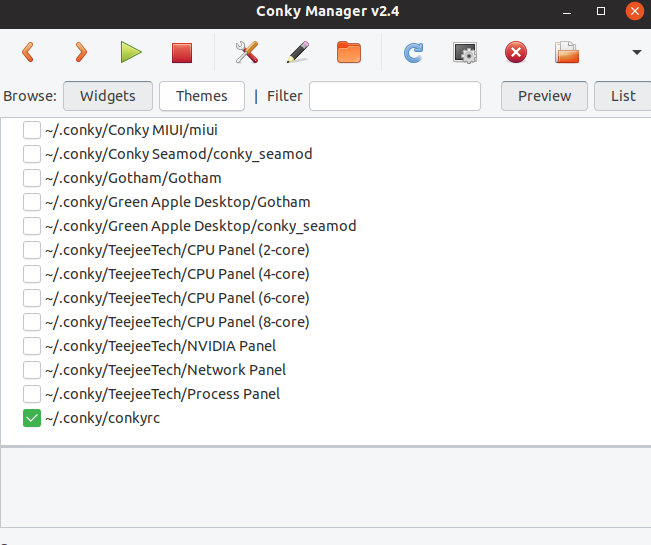 Conky Manager v2.4
Browse: Widgets Themes | Filter Preview List
~/.conky/Conky MIUI/miui
~/.conky/Conky Seamod/conky_seamod
~/.conky/Gotham/Gotham
~/.conky/Green Apple Desktop/Gotham
~/.conky/Green Apple Desktop/conky_seamod
~/.conky/TeejeeTech/CPU Panel (2-core)
~/.conky/TeejeeTech/CPU Panel (4-core)
~/.conky/TeejeeTech/CPU Panel (6-core)
~/.conky/TeejeeTech/CPU Panel (8-core)
~/.conky/TeejeeTech/NVIDIA Panel
~/.conky/TeejeeTech/Network Panel
~/.conky/TeejeeTech/Process Panel
~/.conky/conkyrc